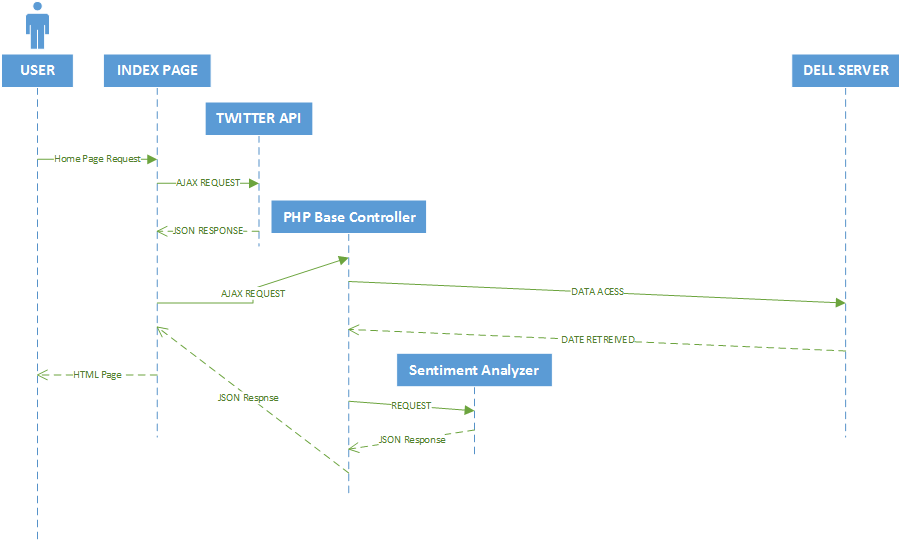 USER
INDEX PAGE
DELL SERVER
TWITTER API
Home Page Request
AJAX REQUEST
JSON RESPONSE
PHP Base Controller
AJAX REQUEST
DATA ACESS
DATE RETREIVED
Sentiment Analyzer
HTML Page
JSON Respnse
REQUEST
JSON Response